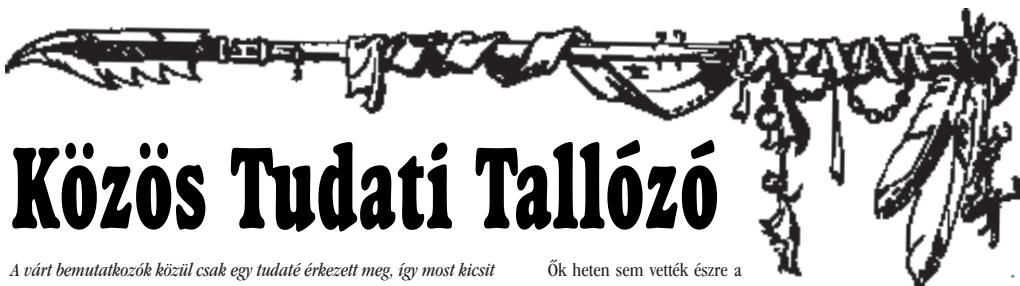 Közös Tudati Tallózó
A várt bemutatkozók közül csak egy tudaté érkezett meg, így most kicsit
Ők heten sem vették észre a